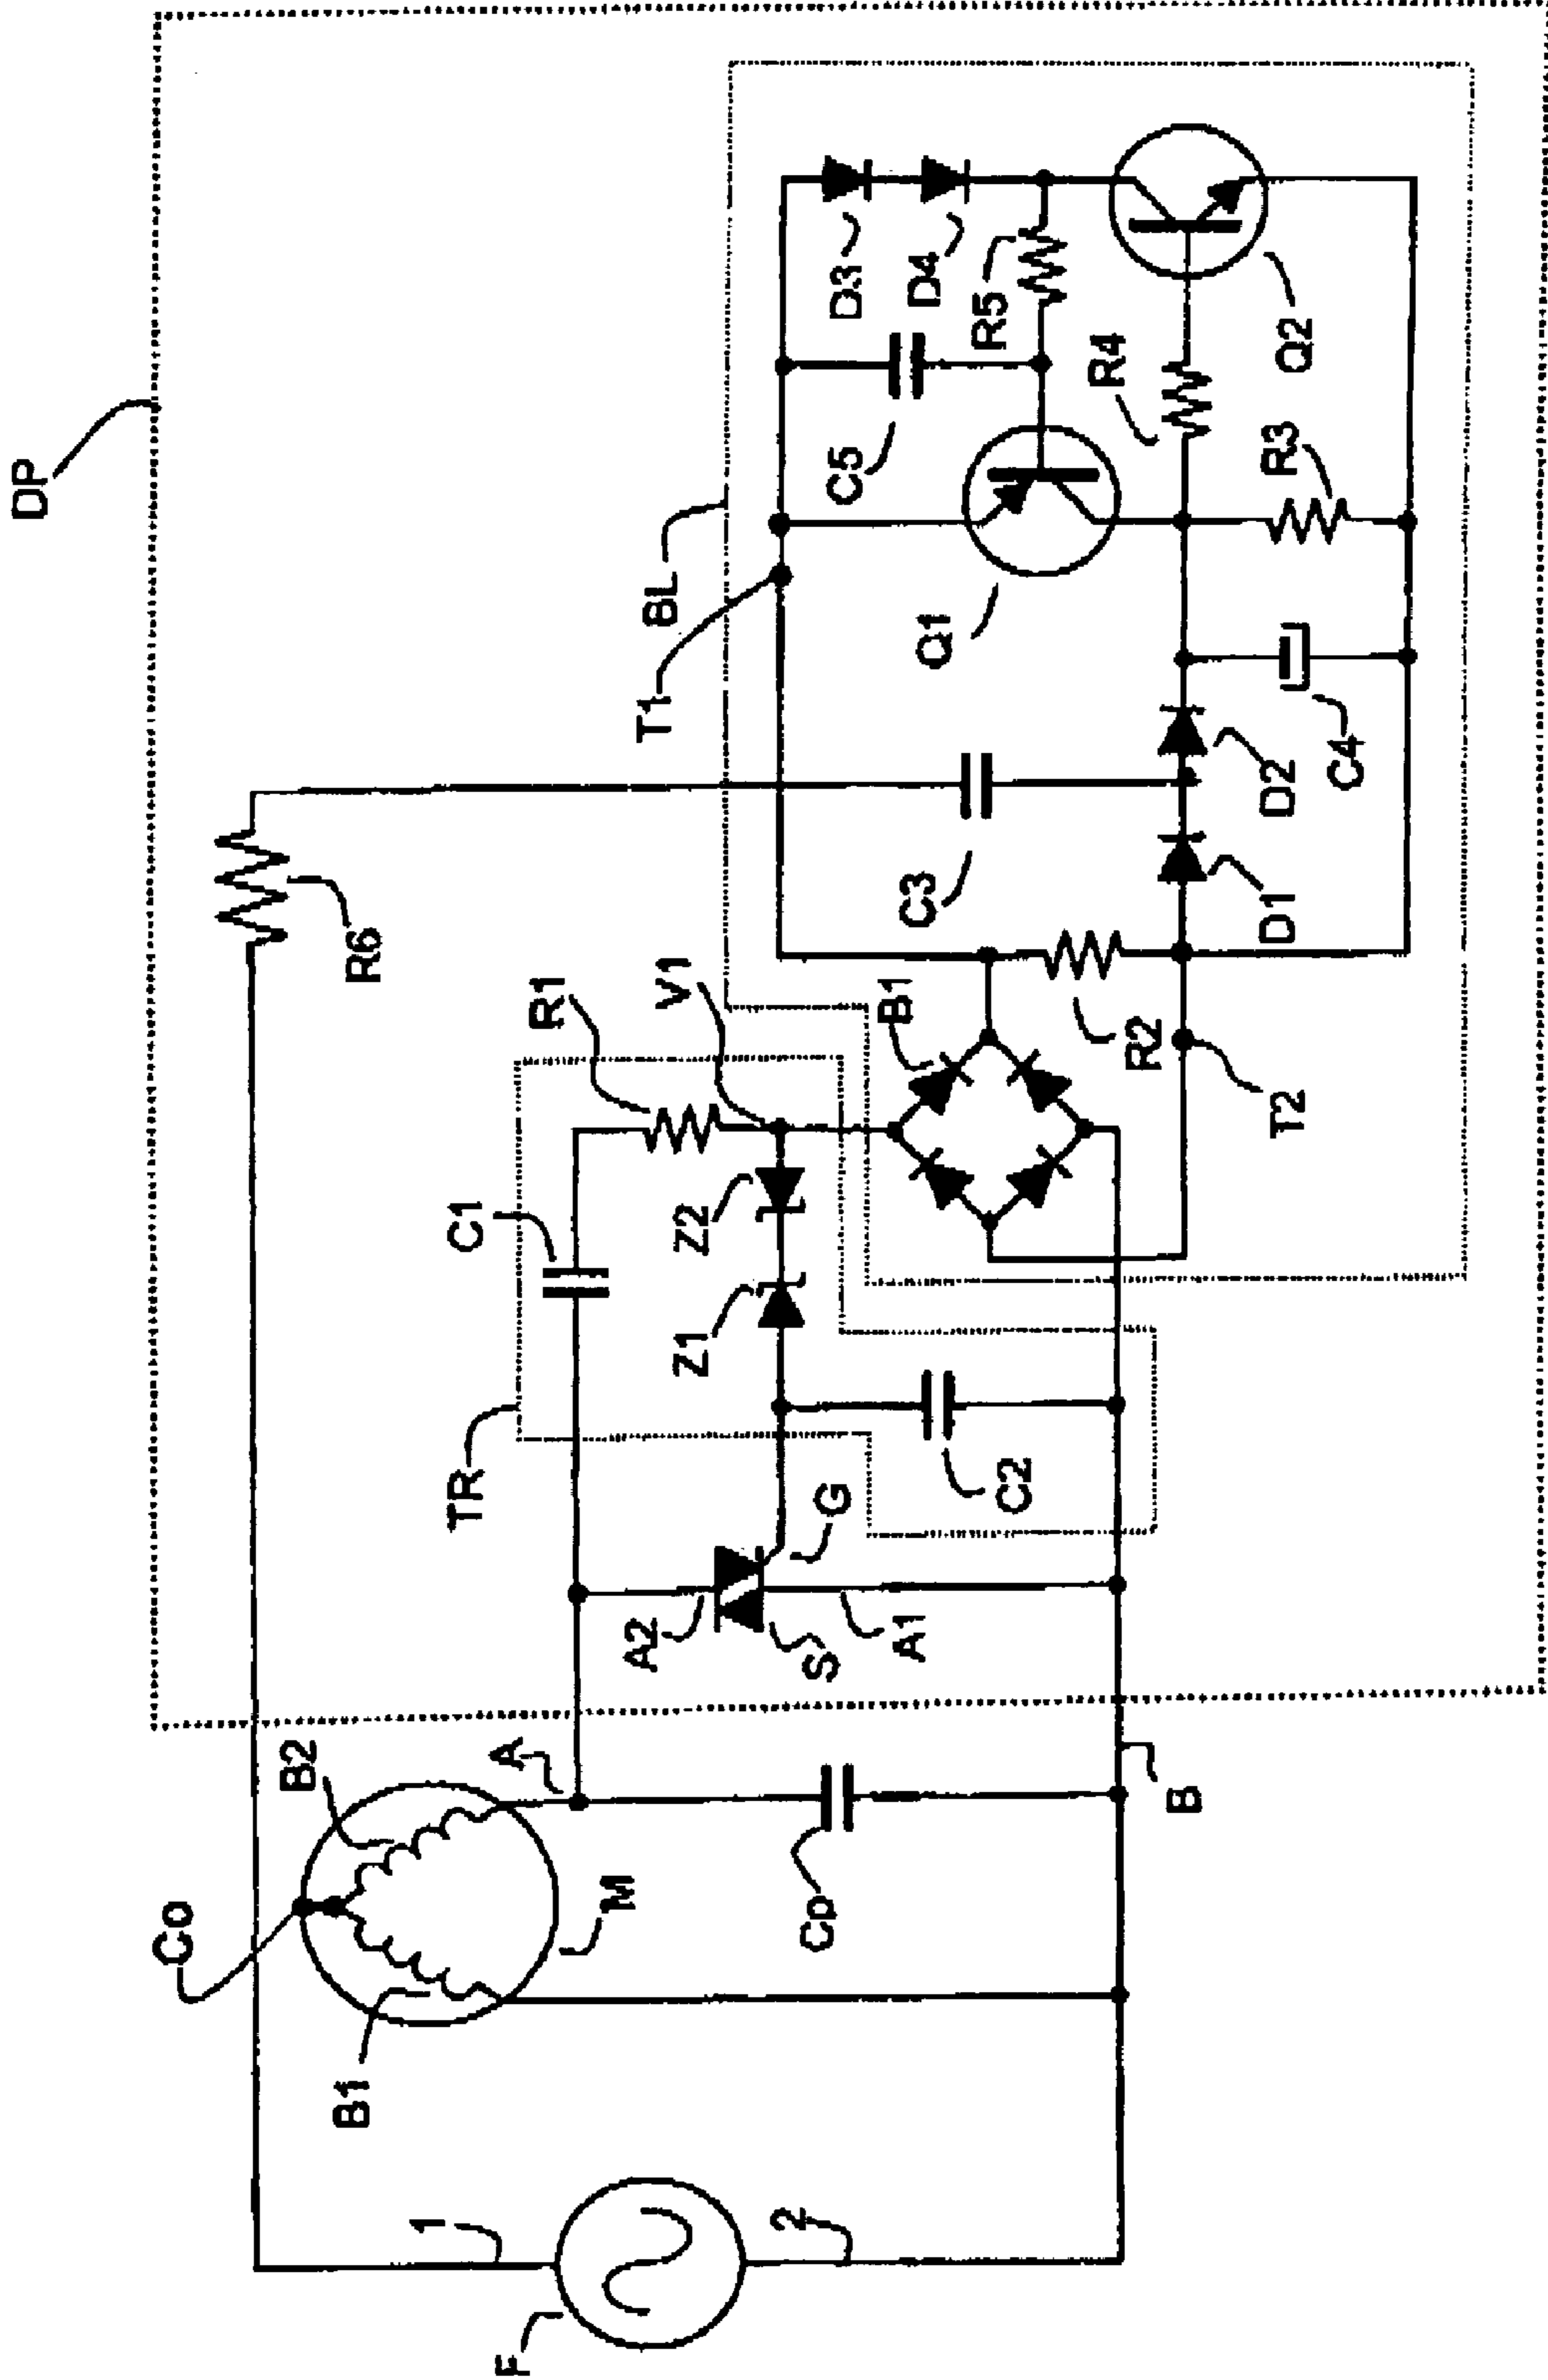 DP
Co
B1
B2
M
F
1
2
A
B
Cp
TR
A2
A1
S
G
C1
C2
Z1
Z2
R1
V1
R6
B1
R2
T2
T1
BL
C3
D1
D2
C4
Q1
C5
R3
R4
R5
D3
D4
Q2